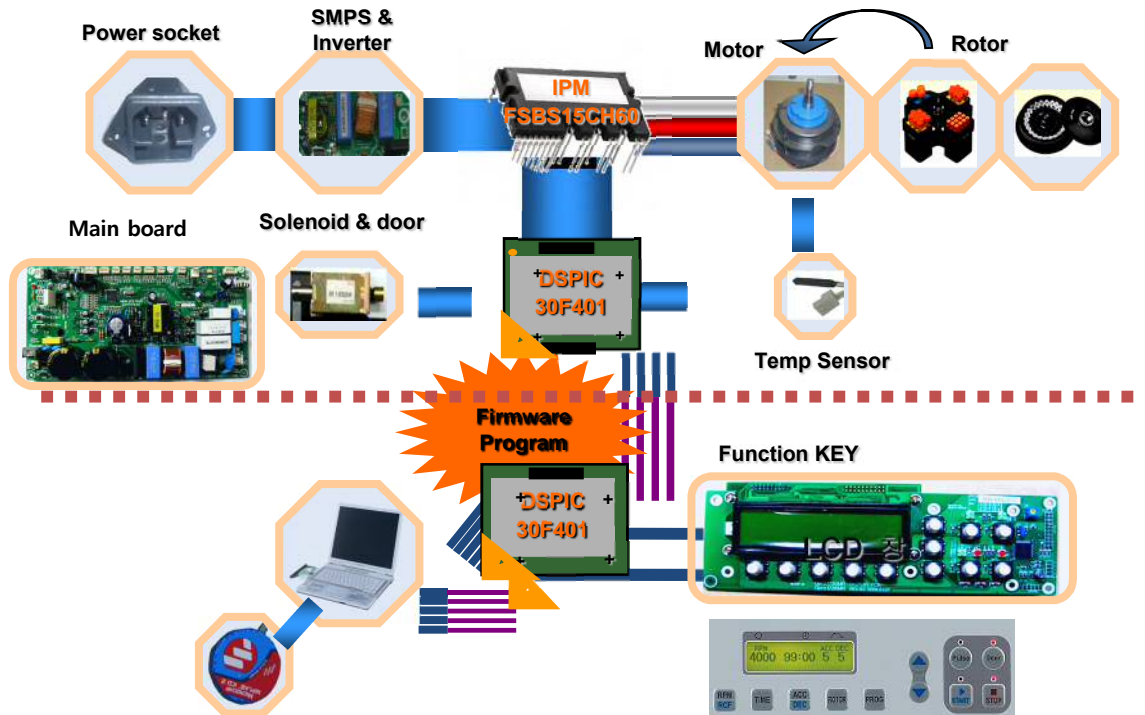 Power socket
SMPS &
Inverter
IPM
FSBS15CH60
Motor
Rotor
Main board
Solenoid & door
DSPIC
30F401
Temp Sensor
Firmware
Program
DSPIC
30F401
Function KEY
LCD 창
RPM
ACC DEC
4000 99:00 5 5
Pulse
Door
RPM
RCF
TIME
ACC
DEC
ROTOR
PROG
START
STOP